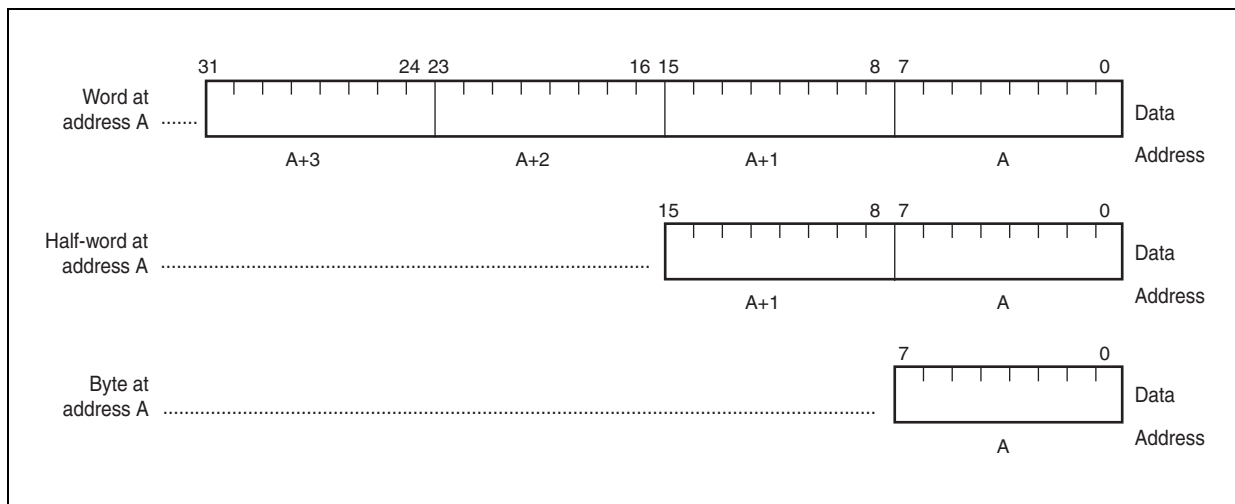 31 24 23 16 15 8 7 0
Word at
address A ....... Data
A+3 A+2 A+1 A Address
15 8 7 0
Half-word at
address A ........ Data
A+1 A Address
7 0
Byte at
address A ........ Data
A Address